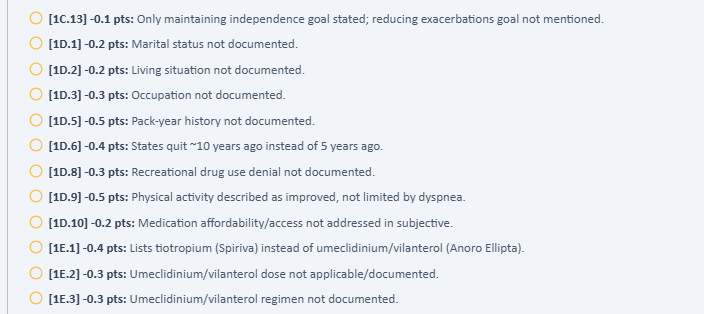 [1C.13] -0.1 pts: Only maintaining independence goal stated; reducing exacerbations goal not mentioned.
[1D.1] -0.2 pts: Marital status not documented.
[1D.2] -0.2 pts: Living situation not documented.
[1D.3] -0.3 pts: Occupation not documented.
[1D.5] -0.5 pts: Pack-year history not documented.
[1D.6] -0.4 pts: States quit ~10 years ago instead of 5 years ago.
[1D.8] -0.3 pts: Recreational drug use denial not documented.
[1D.9] -0.5 pts: Physical activity described as improved, not limited by dyspnea.
[1D.10] -0.2 pts: Medication affordability/access not addressed in subjective.
[1E.1] -0.4 pts: Lists tiotropium (Spiriva) instead of umeclidinium/vilanterol (Anoro Ellipta).
[1E.2] -0.3 pts: Umeclidinium/vilanterol dose not applicable/documented.
[1E.3] -0.3 pts: Umeclidinium/vilanterol regimen not documented.